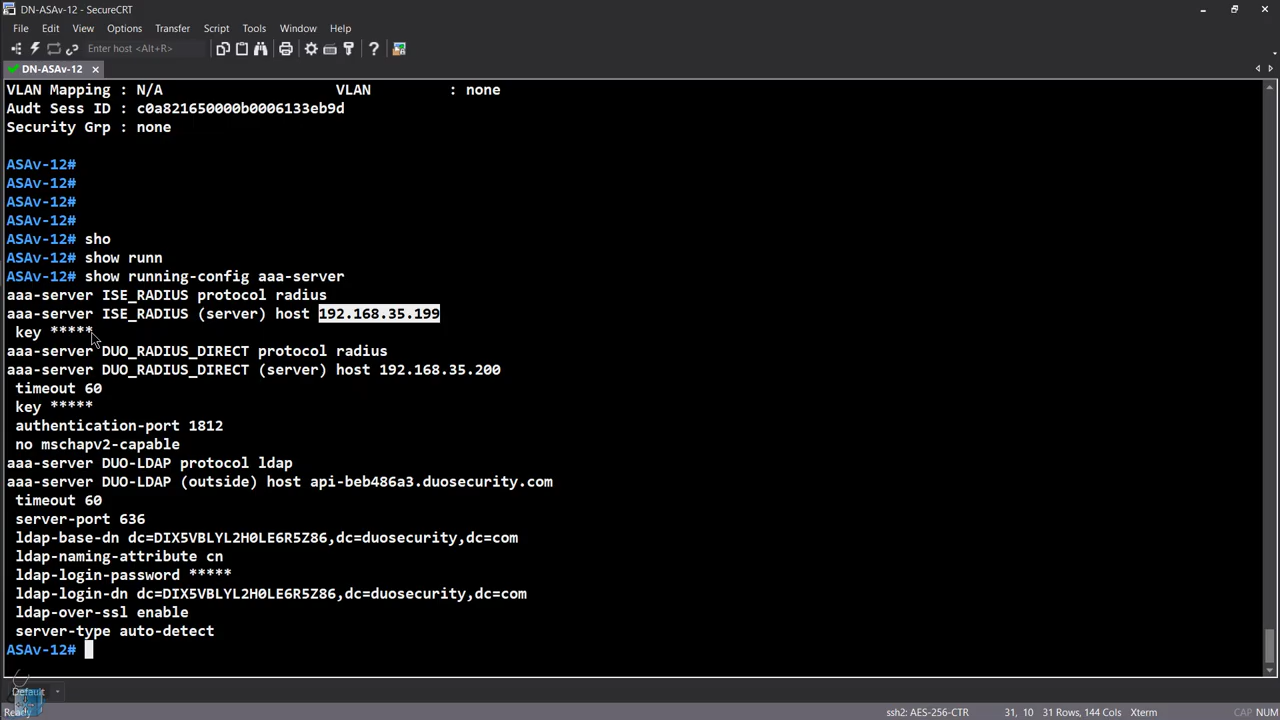 DN-ASAv-12 - SecureCRT
File Edit View Options Transfer Script Tools Window Help
Enter host <Alt+R>
DN-ASAv-12
VLAN Mapping : N/A                    VLAN         : none
Audt Sess ID : c0a821650000b0006133eb9d
Security Grp : none
ASAv-12#
ASAv-12#
ASAv-12#
ASAv-12#
ASAv-12# sho
ASAv-12# show runn
ASAv-12# show running-config aaa-server
aaa-server ISE_RADIUS protocol radius
aaa-server ISE_RADIUS (server) host 192.168.35.199
 key *****
aaa-server DUO_RADIUS_DIRECT protocol radius
aaa-server DUO_RADIUS_DIRECT (server) host 192.168.35.200
 timeout 60
 key *****
 authentication-port 1812
 no mschapv2-capable
aaa-server DUO-LDAP protocol ldap
aaa-server DUO-LDAP (outside) host api-beb486a3.duosecurity.com
 timeout 60
 server-port 636
 ldap-base-dn dc=DIX5VBLYL2H0LE6R5Z86,dc=duosecurity,dc=com
 ldap-naming-attribute cn
 ldap-login-password *****
 ldap-login-dn dc=DIX5VBLYL2H0LE6R5Z86,dc=duosecurity,dc=com
 ldap-over-ssl enable
 server-type auto-detect
ASAv-12#
Default
Ready ssh2: AES-256-CTR 31, 10 31 Rows, 144 Cols Xterm CAP NUM